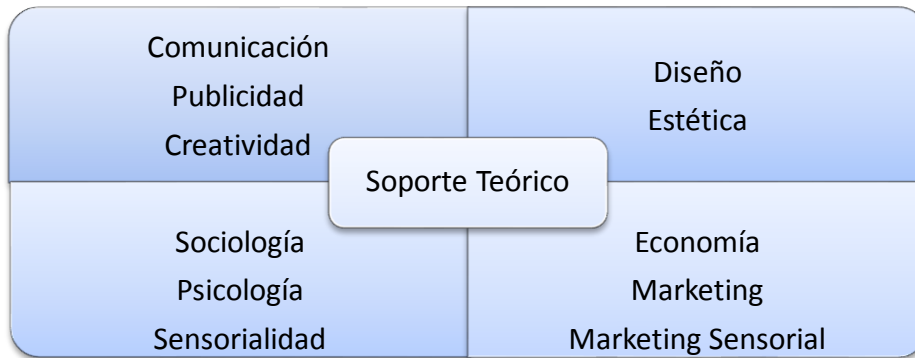 Comunicación
Publicidad
Creatividad
Diseño
Estética
Soporte Teórico
Sociología
Psicología
Sensorialidad
Economía
Marketing
Marketing Sensorial